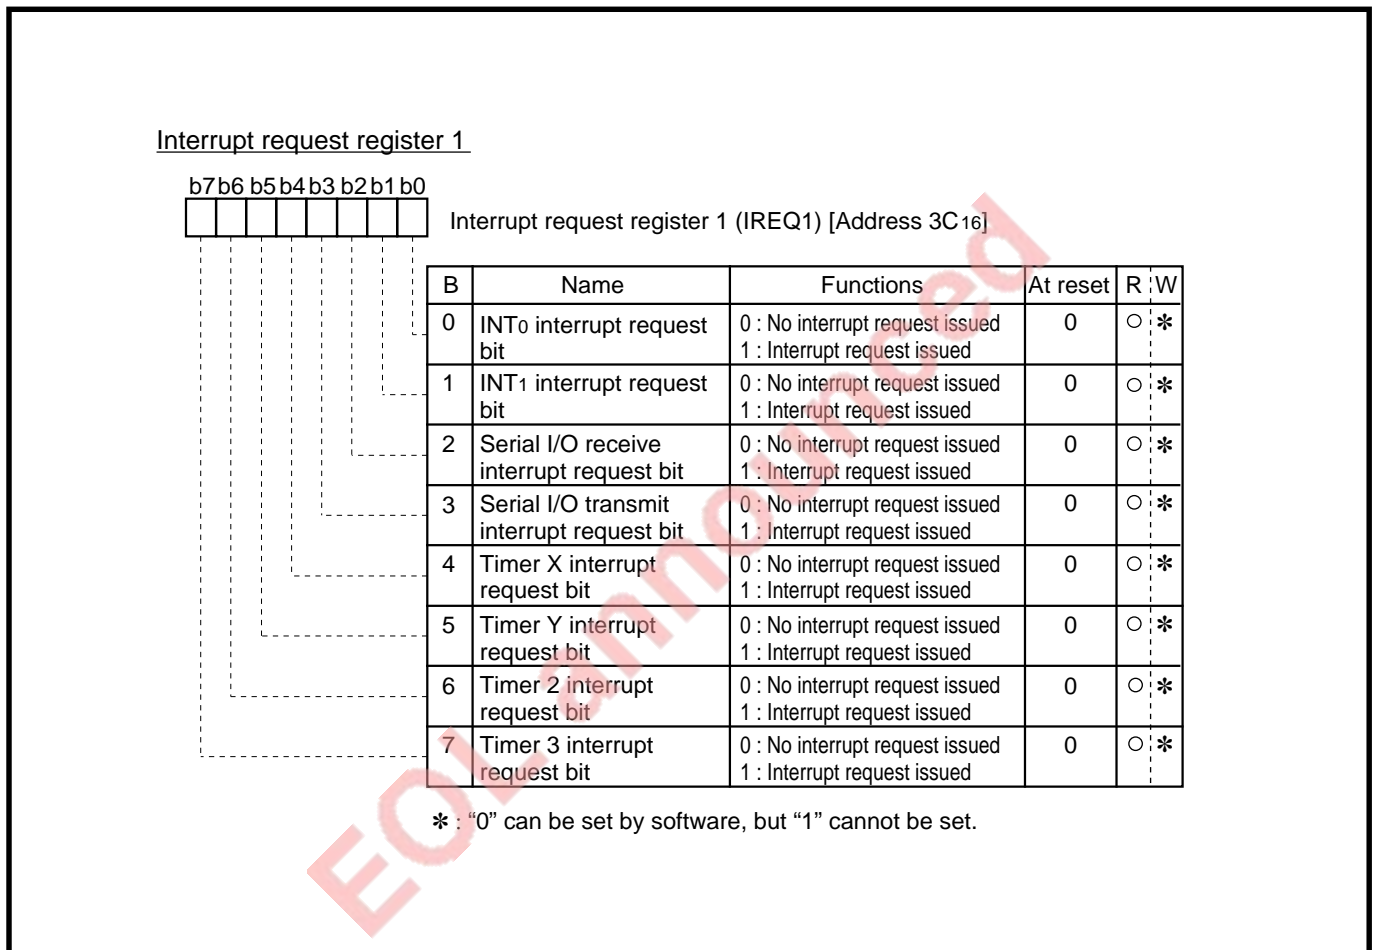 Interrupt request register 1
b7 b6 b5 b4 b3 b2 b1 b0
Interrupt request register 1 (IREQ1) [Address 3C16]
B Name Functions At reset R W
0 INT0 interrupt request bit 0 : No interrupt request issued 0 ○ ✻
1 : Interrupt request issued
1 INT1 interrupt request bit 0 : No interrupt request issued 0 ○ ✻
1 : Interrupt request issued
2 Serial I/O receive interrupt request bit 0 : No interrupt request issued 0 ○ ✻
1 : Interrupt request issued
3 Serial I/O transmit interrupt request bit 0 : No interrupt request issued 0 ○ ✻
1 : Interrupt request issued
4 Timer X interrupt request bit 0 : No interrupt request issued 0 ○ ✻
1 : Interrupt request issued
5 Timer Y interrupt request bit 0 : No interrupt request issued 0 ○ ✻
1 : Interrupt request issued
6 Timer 2 interrupt request bit 0 : No interrupt request issued 0 ○ ✻
1 : Interrupt request issued
7 Timer 3 interrupt request bit 0 : No interrupt request issued 0 ○ ✻
1 : Interrupt request issued
✻ : “0” can be set by software, but “1” cannot be set.
EOL announced